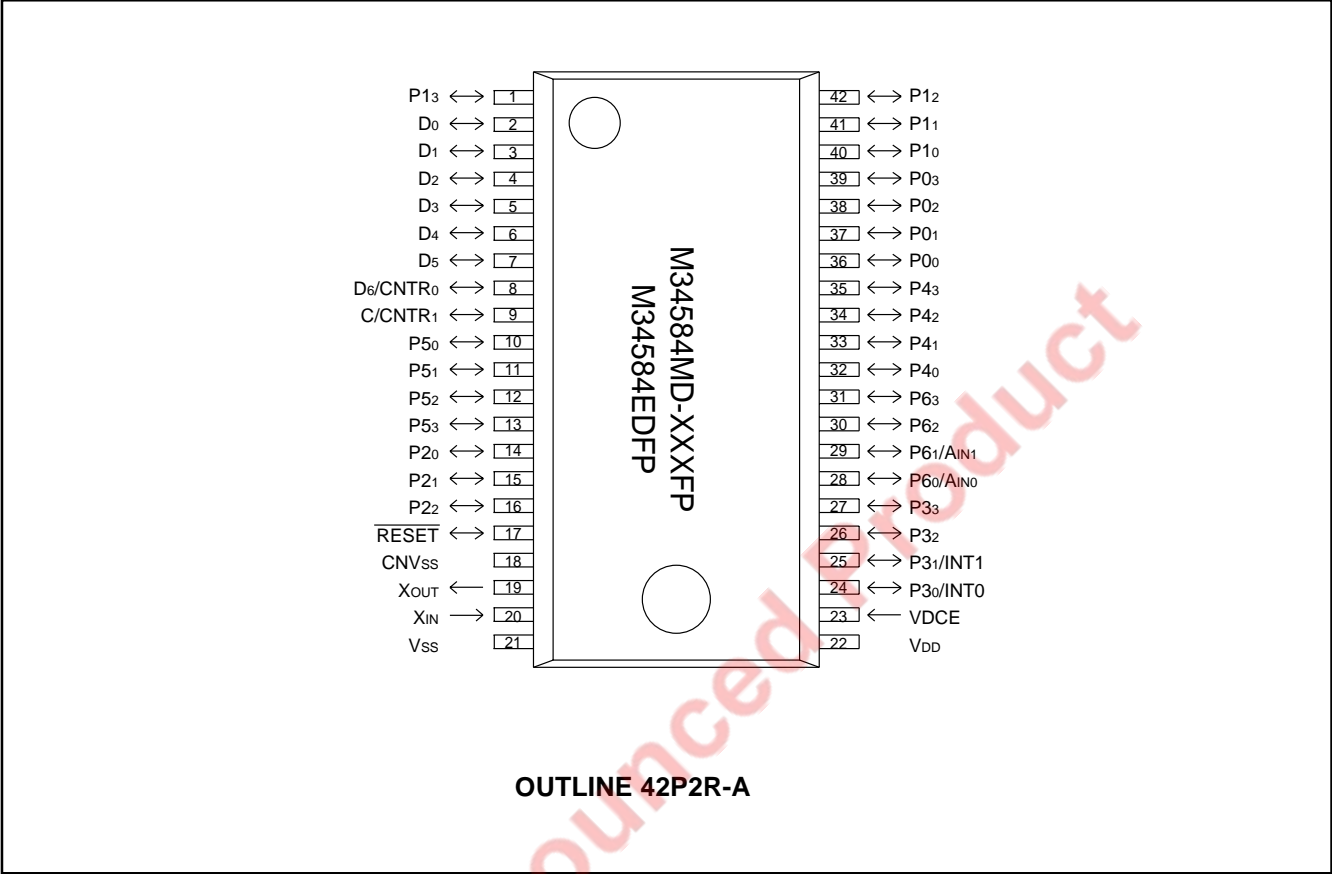 P13 1 42 P12
D0 2 41 P11
D1 3 40 P10
D2 4 39 P03
D3 5 38 P02
D4 6 37 P01
D5 7 36 P00
D6/CNTR0 8 35 P43
C/CNTR1 9 34 P42
P50 10 33 P41
P51 11 32 P40
P52 12 31 P63
P53 13 30 P62
P20 14 29 P61/AIN1
P21 15 28 P60/AIN0
P22 16 27 P33
RESET 17 26 P32
CNVSS 18 25 P31/INT1
XOUT 19 24 P30/INT0
XIN 20 23 VDCE
VSS 21 22 VDD
M34584MD-XXXFP
M34584EDFP
OUTLINE 42P2R-A
ounced Product